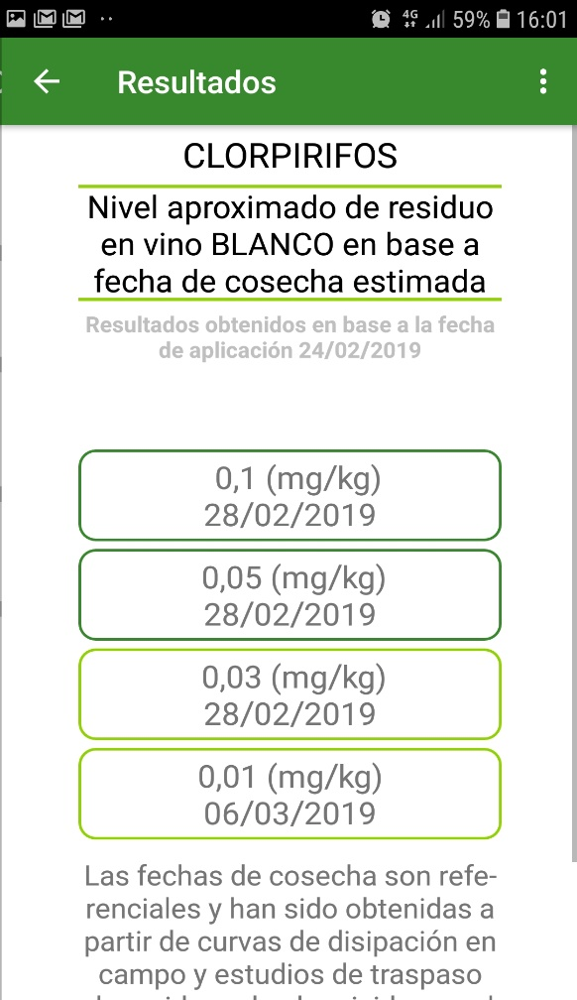 4G 59% 16:01
Resultados
CLORPIRIFOS
Nivel aproximado de residuo
en vino BLANCO en base a
fecha de cosecha estimada
Resultados obtenidos en base a la fecha
de aplicación 24/02/2019
0,1 (mg/kg)
28/02/2019
0,05 (mg/kg)
28/02/2019
0,03 (mg/kg)
28/02/2019
0,01 (mg/kg)
06/03/2019
Las fechas de cosecha son refe-
renciales y han sido obtenidas a
partir de curvas de disipación en
campo y estudios de traspaso